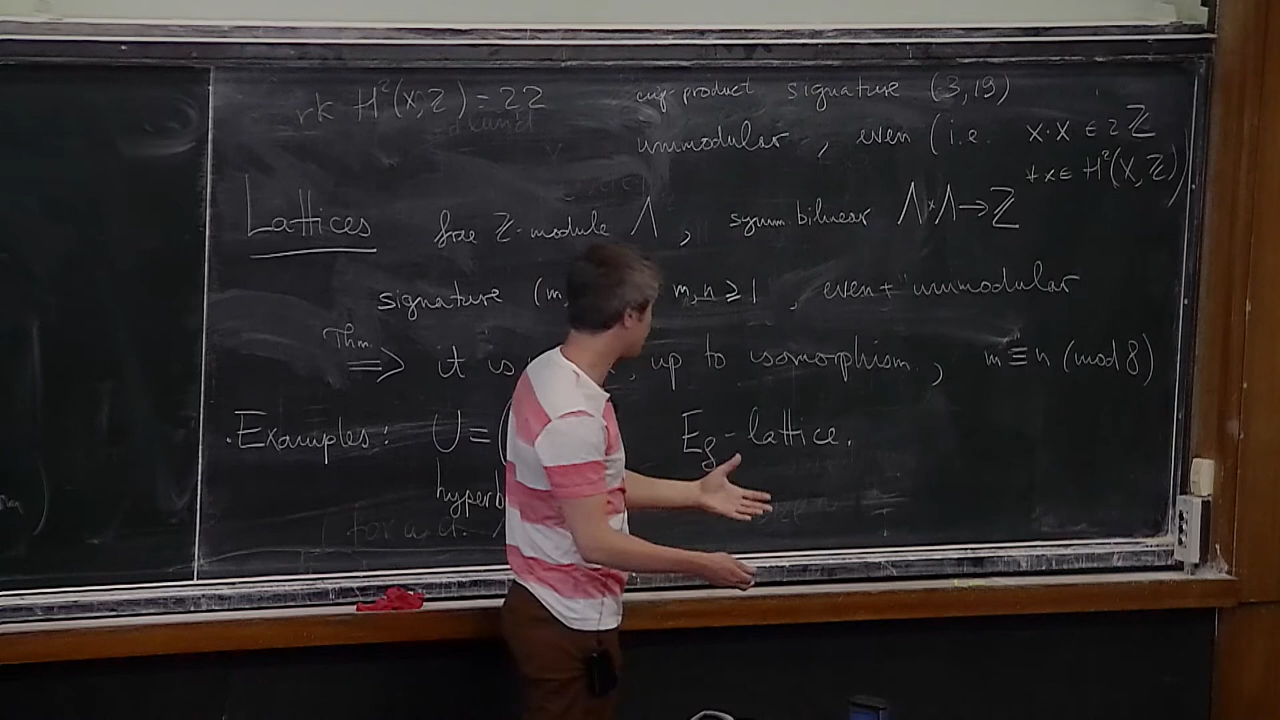 rk H²(X, Z) = 22 cup-product signature (3,19)
unimodular, even (i.e. x·x ∈ 2ℤ
∀x ∈ H²(X, ℤ))
Lattices free Z-module Λ, symm. bilinear Λ×Λ→ℤ
signature (m, m,n ≥ 1, even + unimodular
Thm.
⟹ it is , up to isomorphism, m ≡ n (mod 8)
· Examples: U = ( E₈-lattice.
hyperb